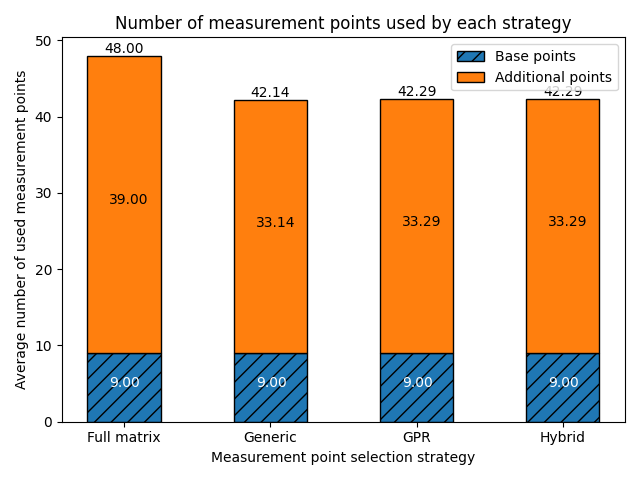 Number of measurement points used by each strategy
Average number of used measurement points
50
40
30
20
10
0
Base points
Additional points
48.00
42.14
42.29
42.29
39.00
33.14
33.29
33.29
9.00
9.00
9.00
9.00
Full matrix
Generic
GPR
Hybrid
Measurement point selection strategy